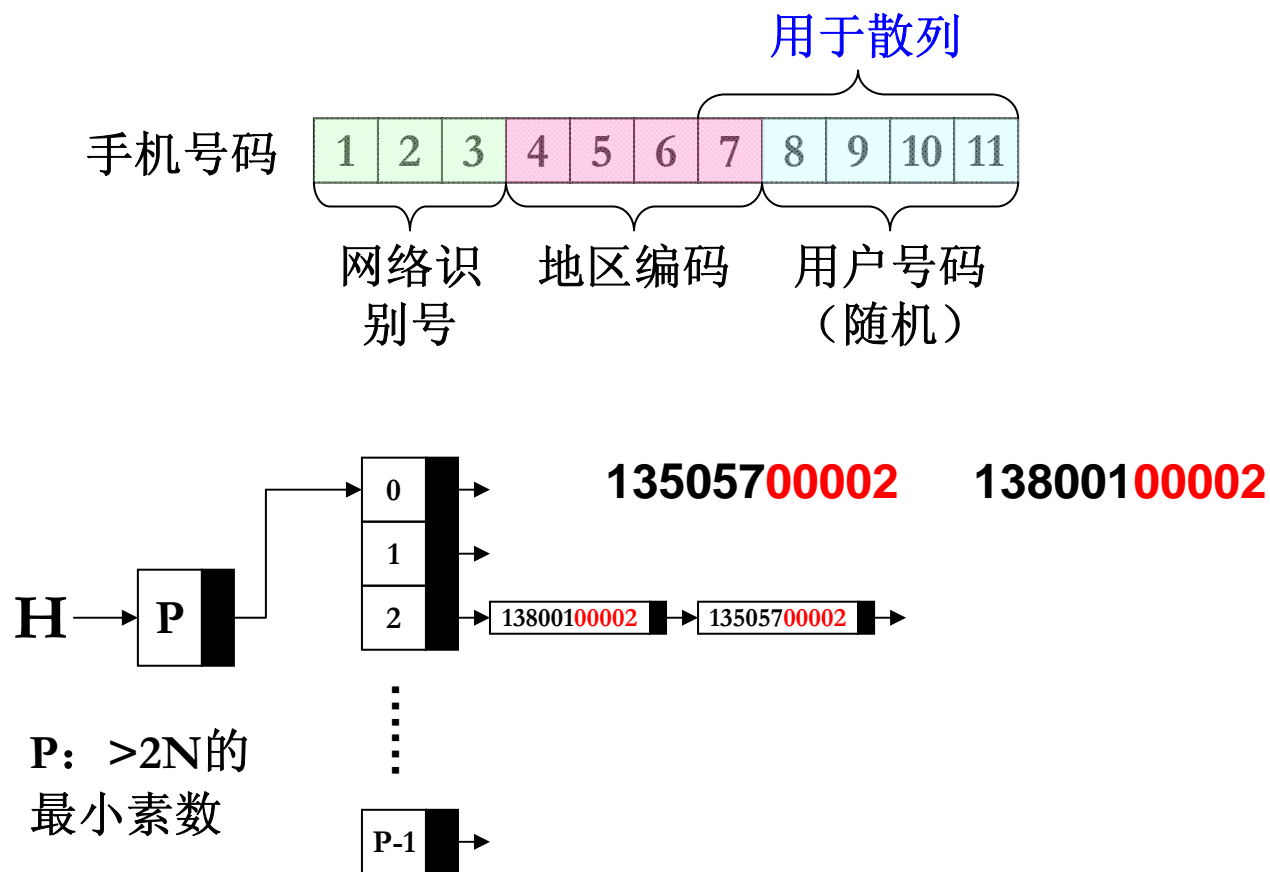 用于散列
手机号码 1 2 3 4 5 6 7 8 9 10 11
网络识
别号
地区编码
用户号码
（随机）
0
13505700002 13800100002
1
H P
2 13800100002 13505700002
P：>2N的
最小素数
P-1